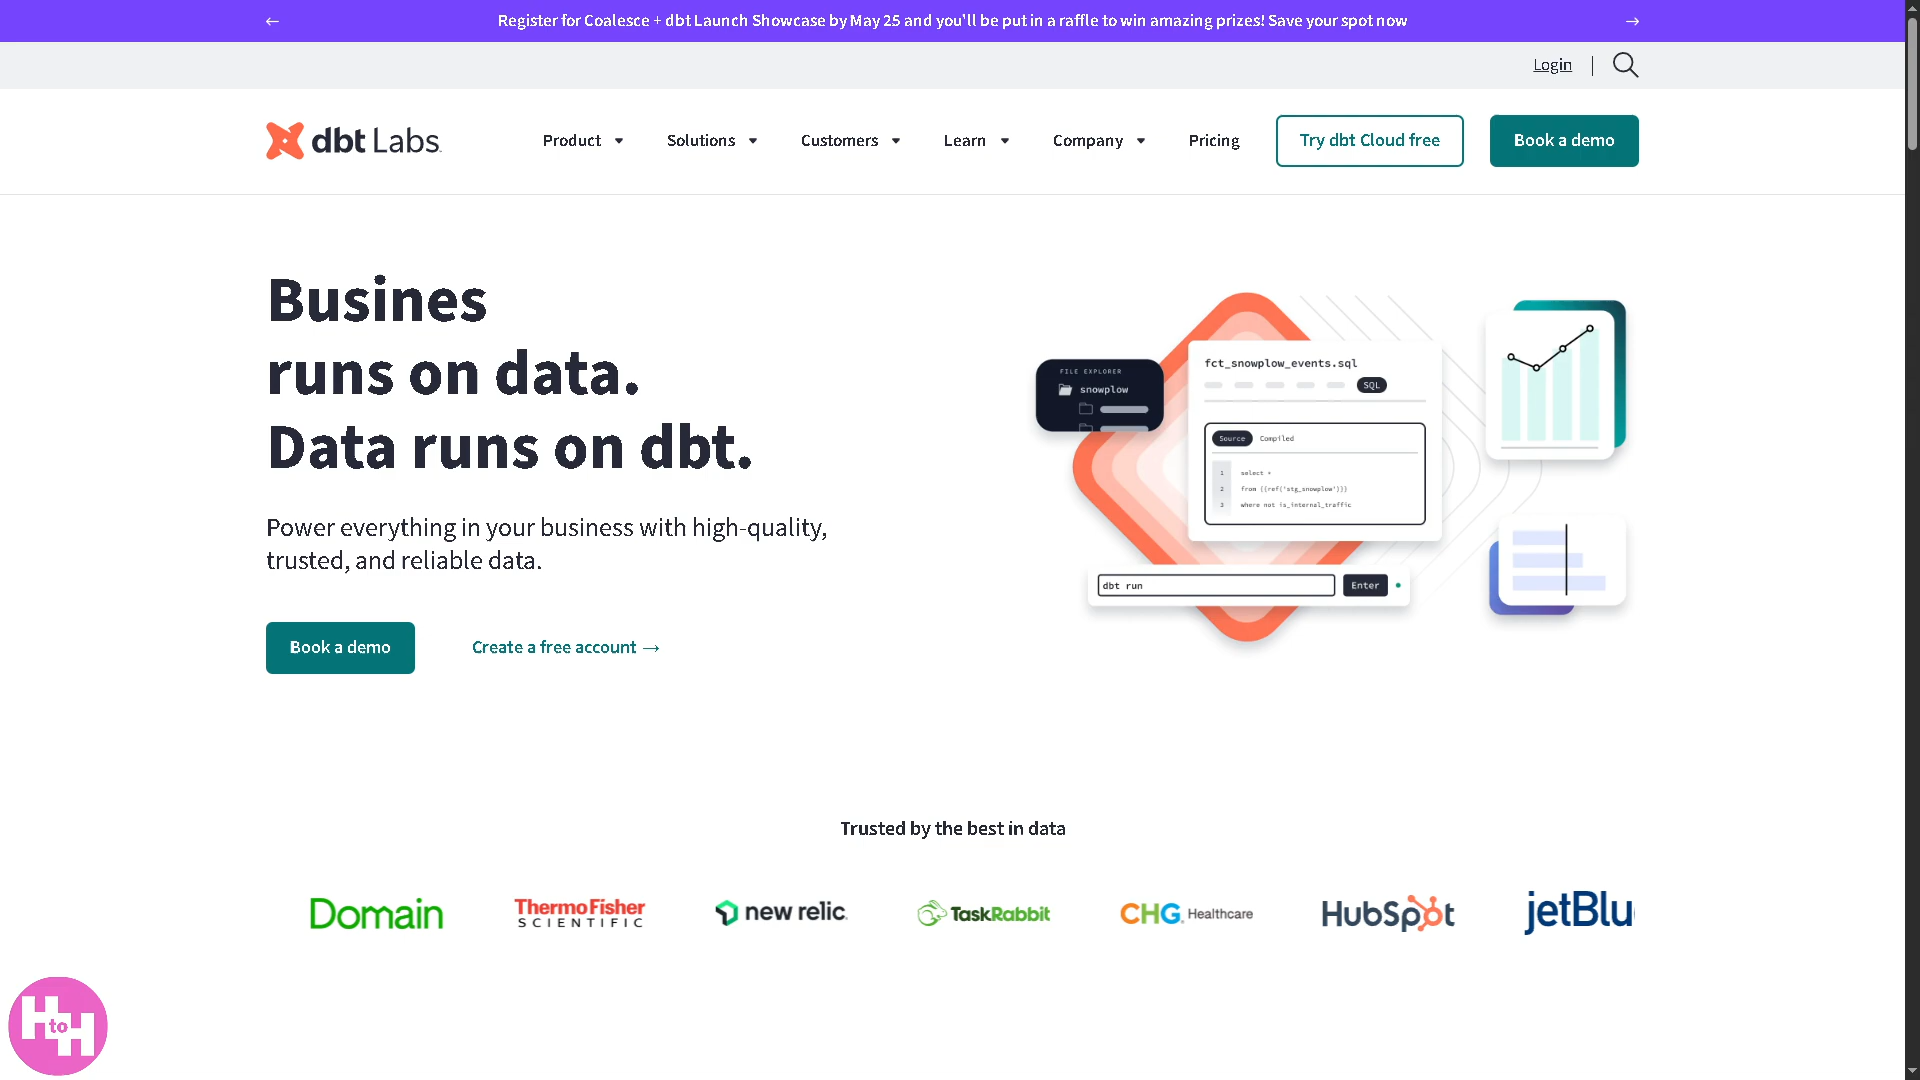 ← Register for Coalesce + dbt Launch Showcase by May 25 and you'll be put in a raffle to win amazing prizes! Save your spot now →
Login |
dbt Labs
Product Solutions Customers Learn Company Pricing Try dbt Cloud free Book a demo
Busines
runs on data.
Data runs on dbt.
Power everything in your business with high-quality,
trusted, and reliable data.
Book a demo Create a free account →
FILE EXPLORER
snowplow
fct_snowplow_events.sql
SQL
Source Compiled
1 select *
2 from {{ref('stg_snowplow')}}
3 where not is_internal_traffic
dbt run Enter
Trusted by the best in data
Domain
ThermoFisher
SCIENTIFIC
new relic.
TaskRabbit
CHG Healthcare
HubSpot
jetBlu
H to H